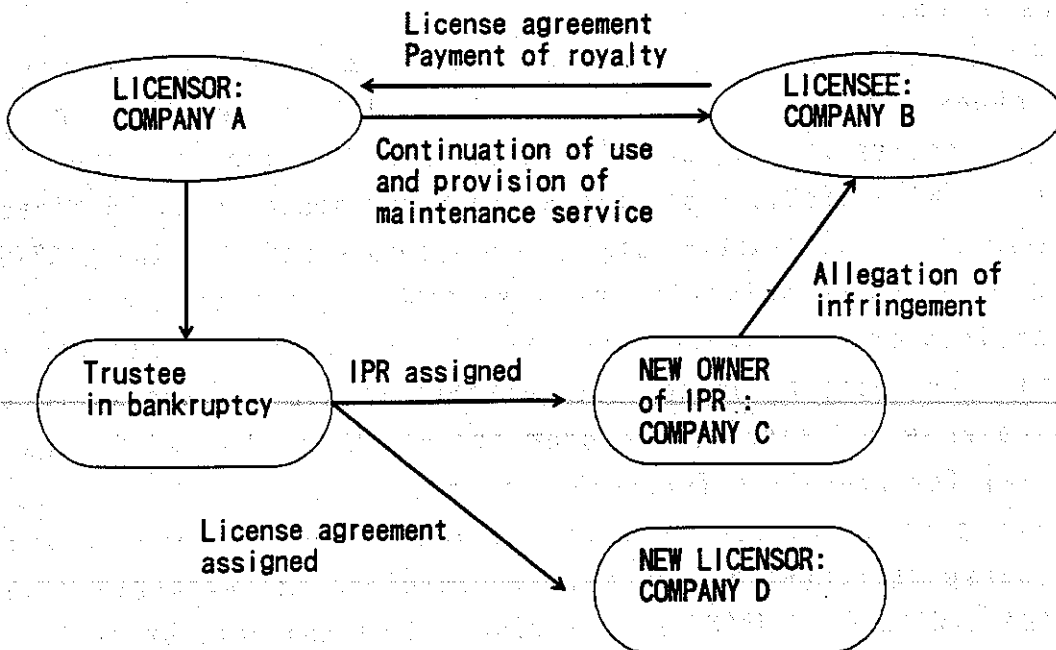 License agreement
Payment of royalty
LICENSOR:
COMPANY A
LICENSEE:
COMPANY B
Continuation of use
and provision of
maintenance service
Allegation of
infringement
Trustee
in bankruptcy
IPR assigned
NEW OWNER
of IPR :
COMPANY C
License agreement
assigned
NEW LICENSOR:
COMPANY D